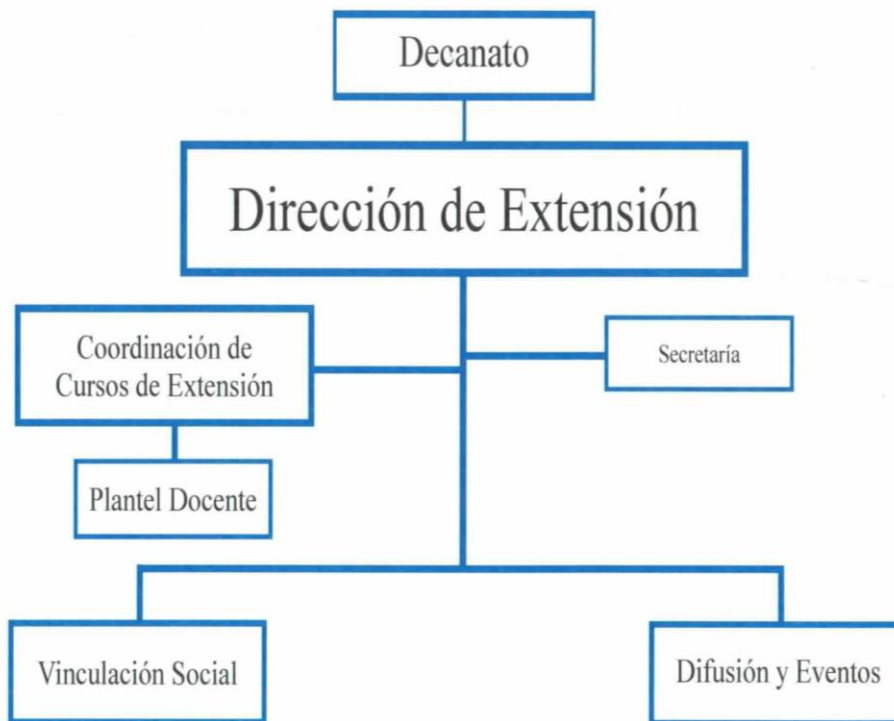 Decanato
Dirección de Extensión
Coordinación de
Cursos de Extensión
Secretaría
Plantel Docente
Vinculación Social
Difusión y Eventos